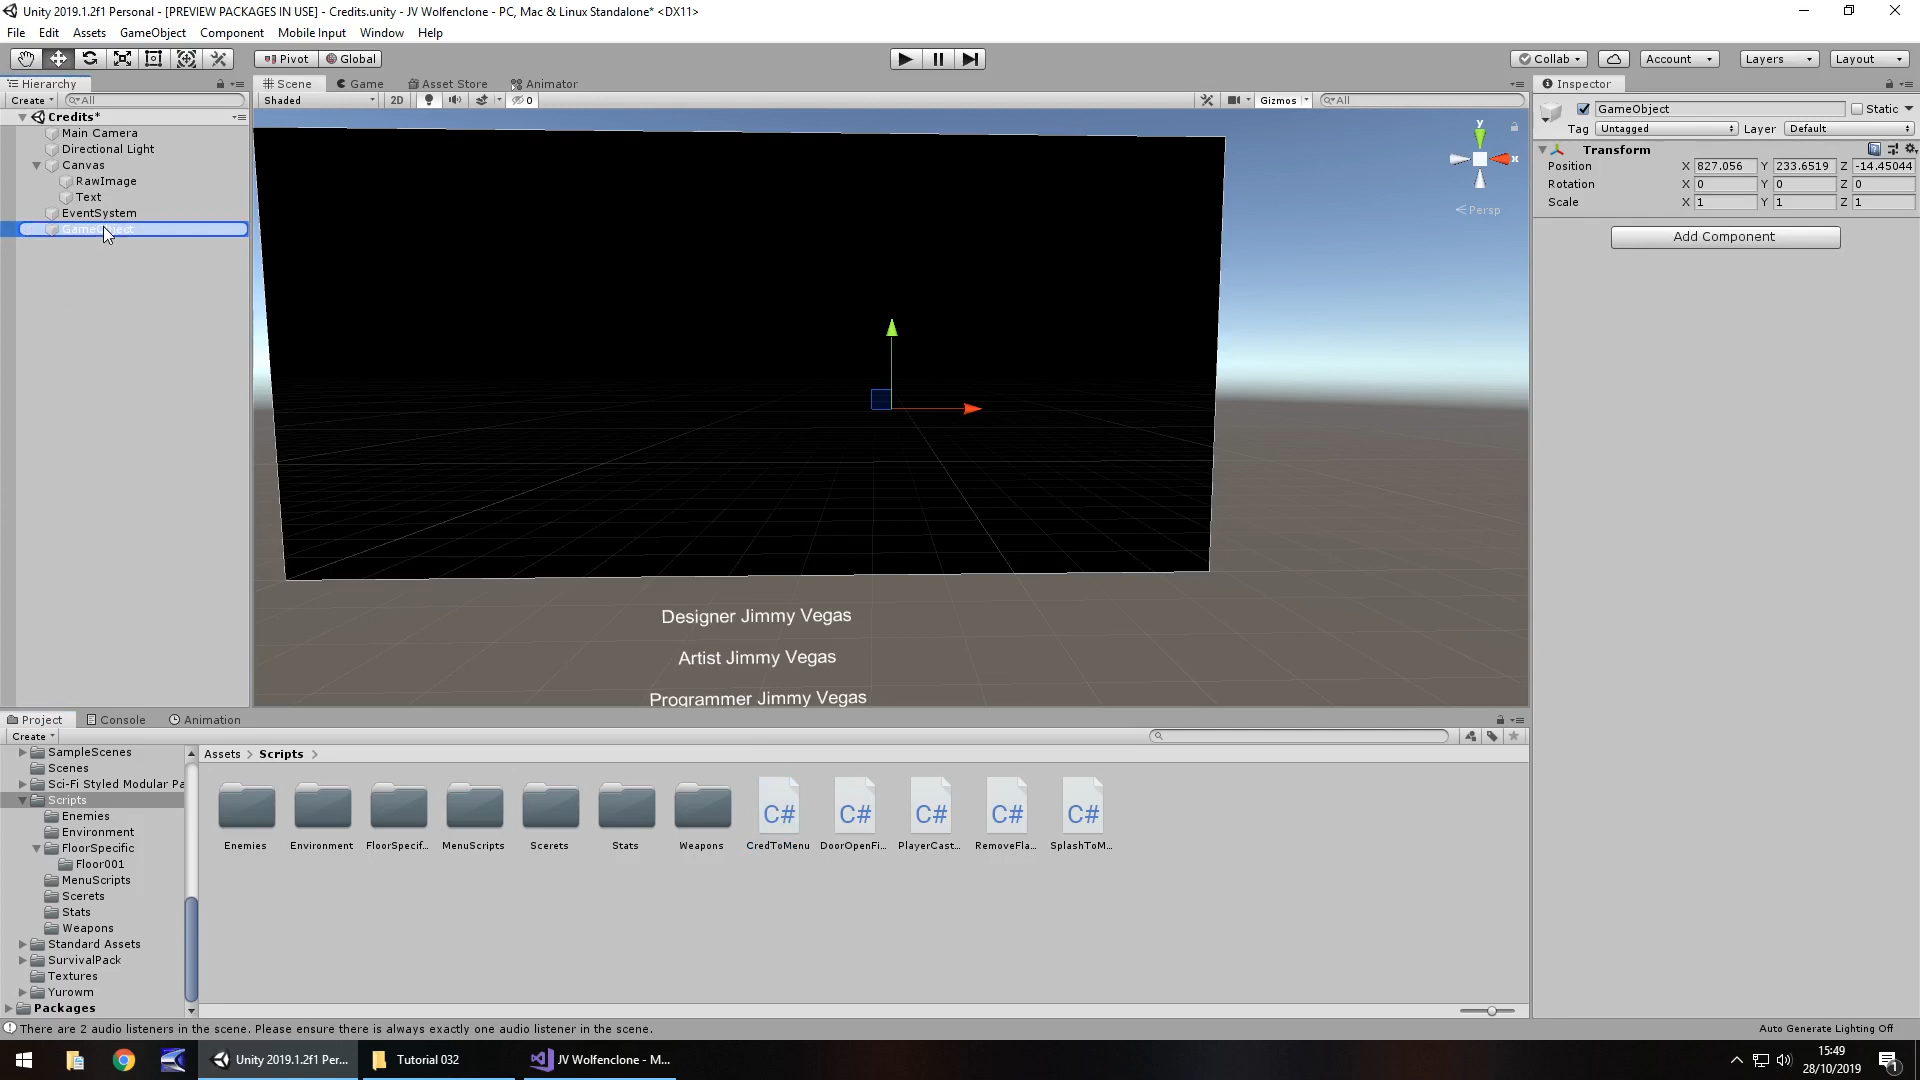 Unity 2019.1.2f1 Personal - [PREVIEW PACKAGES IN USE] - Credits.unity - JV Wolfenclone - PC, Mac & Linux Standalone* <DX11>
File Edit Assets GameObject Component Mobile Input Window Help
Pivot Global Collab Account Layers Layout
Hierarchy Scene Game Asset Store Animator Inspector
Create All Shaded 2D 0 Gizmos All
GameObject Static
Tag Untagged Layer Default
Credits*
Main Camera
Directional Light
Canvas
RawImage
Text
EventSystem
GameObject
y
x
Persp
Transform
Position X 827.056 Y 233.6519 Z -14.45044
Rotation X 0 Y 0 Z 0
Scale X 1 Y 1 Z 1
Add Component
Designer Jimmy Vegas
Artist Jimmy Vegas
Programmer Jimmy Vegas
Project Console Animation
Create
SampleScenes
Scenes
Sci-Fi Styled Modular Pa
Scripts
Enemies
Environment
FloorSpecific
Floor001
MenuScripts
Scerets
Stats
Weapons
Standard Assets
SurvivalPack
Textures
Yurowm
Packages
Assets > Scripts >
C# C# C# C# C#
Enemies Environment FloorSpecif... MenuScripts Scerets Stats Weapons CredToMenu DoorOpenFi... PlayerCast... RemoveFla... SplashToM...
There are 2 audio listeners in the scene. Please ensure there is always exactly one audio listener in the scene.
Auto Generate Lighting Off
Unity 2019.1.2f1 Per... Tutorial 032 JV Wolfenclone - M...
15:49
28/10/2019
1